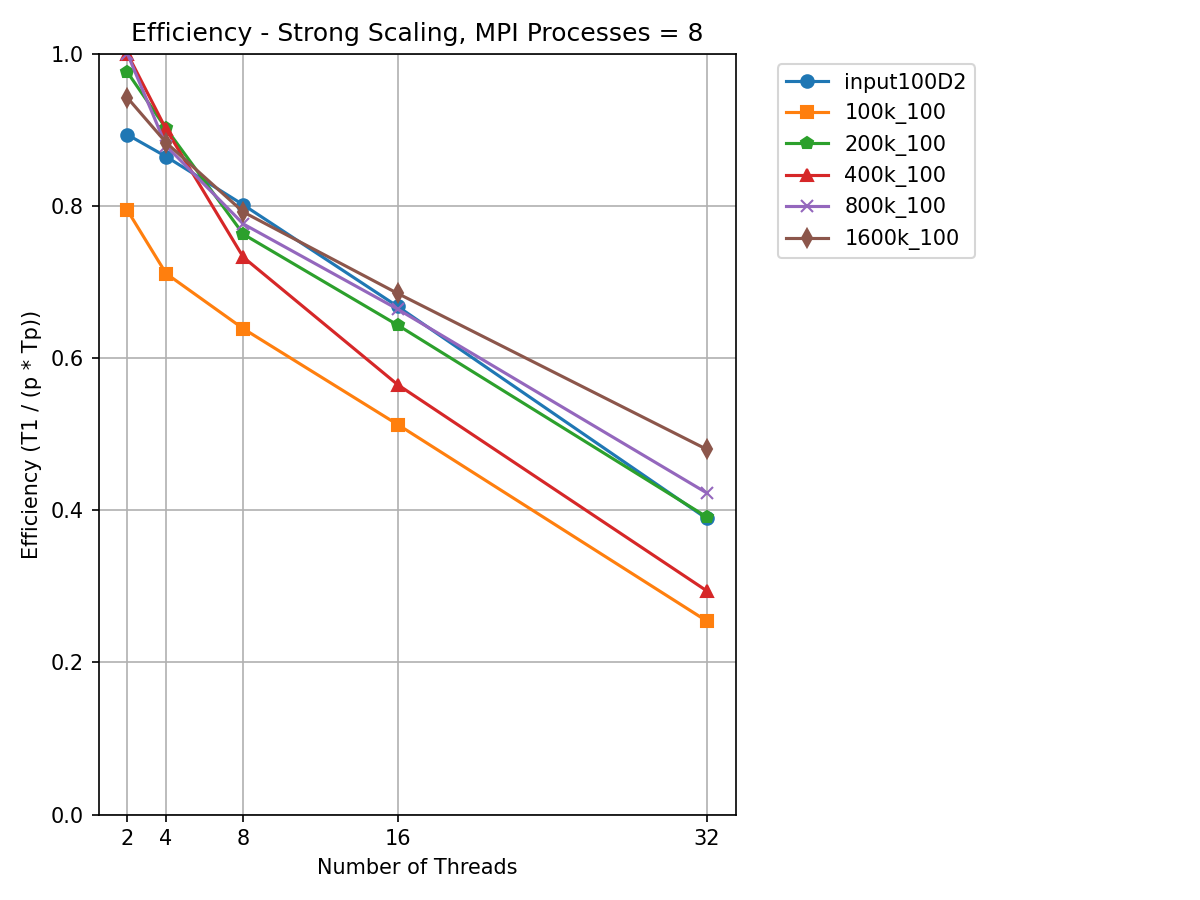 Efficiency - Strong Scaling, MPI Processes = 8
1.0
0.8
0.6
0.4
0.2
0.0
Efficiency (T1 / (p * Tp))
2 4 8 16 32
Number of Threads
input100D2
100k_100
200k_100
400k_100
800k_100
1600k_100